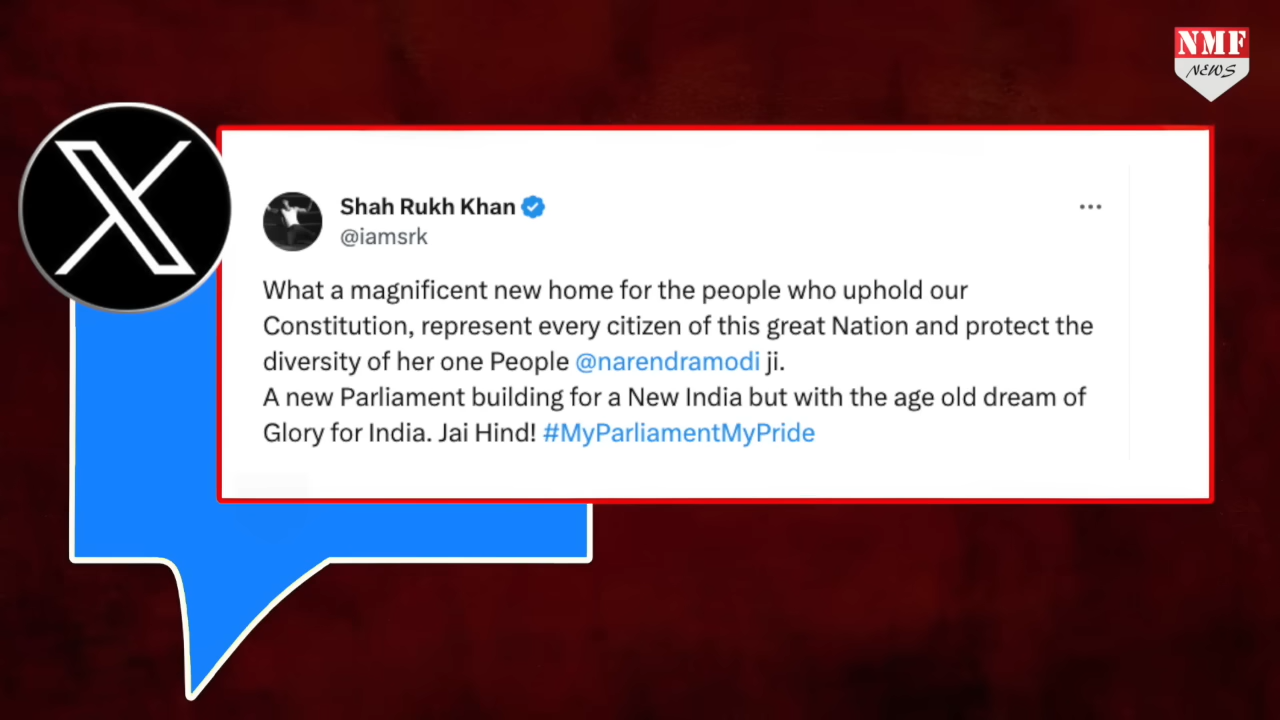 NMF
NEWS
Shah Rukh Khan
@iamsrk
What a magnificent new home for the people who uphold our
Constitution, represent every citizen of this great Nation and protect the
diversity of her one People @narendramodi ji.
A new Parliament building for a New India but with the age old dream of
Glory for India. Jai Hind! #MyParliamentMyPride